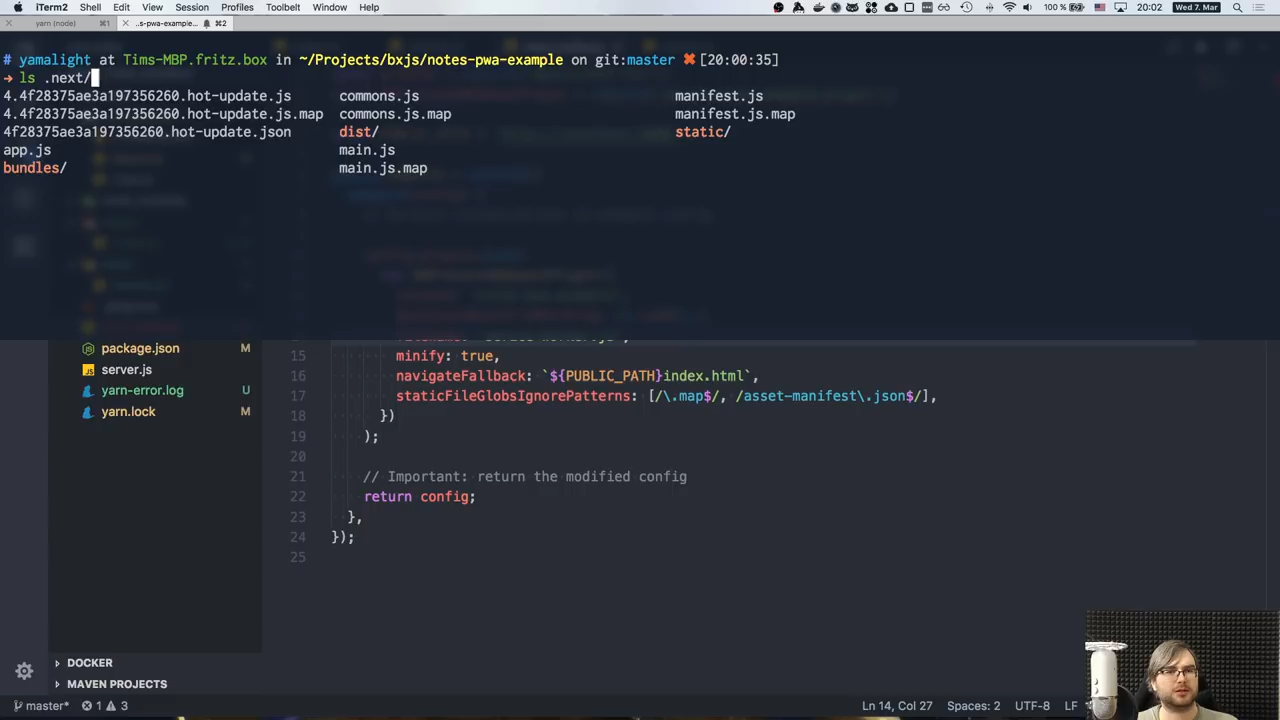 iTerm2 Shell Edit View Session Profiles Toolbelt Window Help 100 % 20:02 Wed 7. Mar
yarn (node) ⌘1 ..s-pwa-example... ⌘2
# yamalight at Tims-MBP.fritz.box in ~/Projects/bxjs/notes-pwa-example on git:master ✖ [20:00:35]
➜ ls .next/
4.4f28375ae3a197356260.hot-update.js commons.js manifest.js
4.4f28375ae3a197356260.hot-update.js.map commons.js.map manifest.js.map
4f28375ae3a197356260.hot-update.json dist/ static/
app.js main.js
bundles/ main.js.map
package.json M
server.js
yarn-error.log U
yarn.lock M
15 minify: true,
16 navigateFallback: `${PUBLIC_PATH}index.html`,
17 staticFileGlobsIgnorePatterns: [/\.map$/, /asset-manifest\.json$/],
18 })
19 );
20
21 // Important: return the modified config
22 return config;
23 },
24 });
25
DOCKER
MAVEN PROJECTS
master* 1 3 Ln 14, Col 27 Spaces: 2 UTF-8 LF